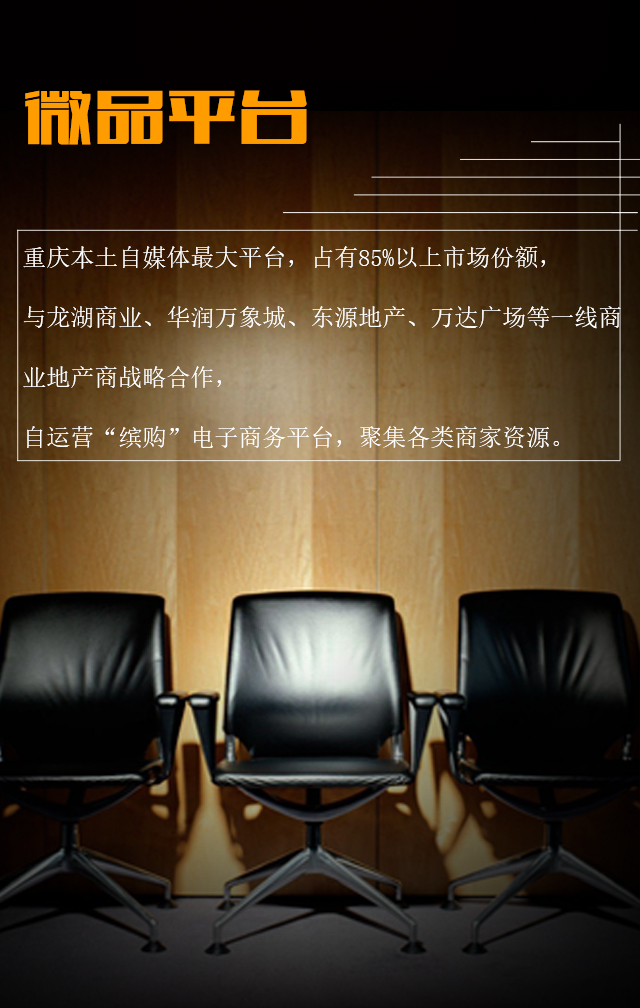 微品平台
重庆本土自媒体最大平台，占有85%以上市场份额，
与龙湖商业、华润万象城、东源地产、万达广场等一线商
业地产商战略合作，
自运营“缤购”电子商务平台，聚集各类商家资源。